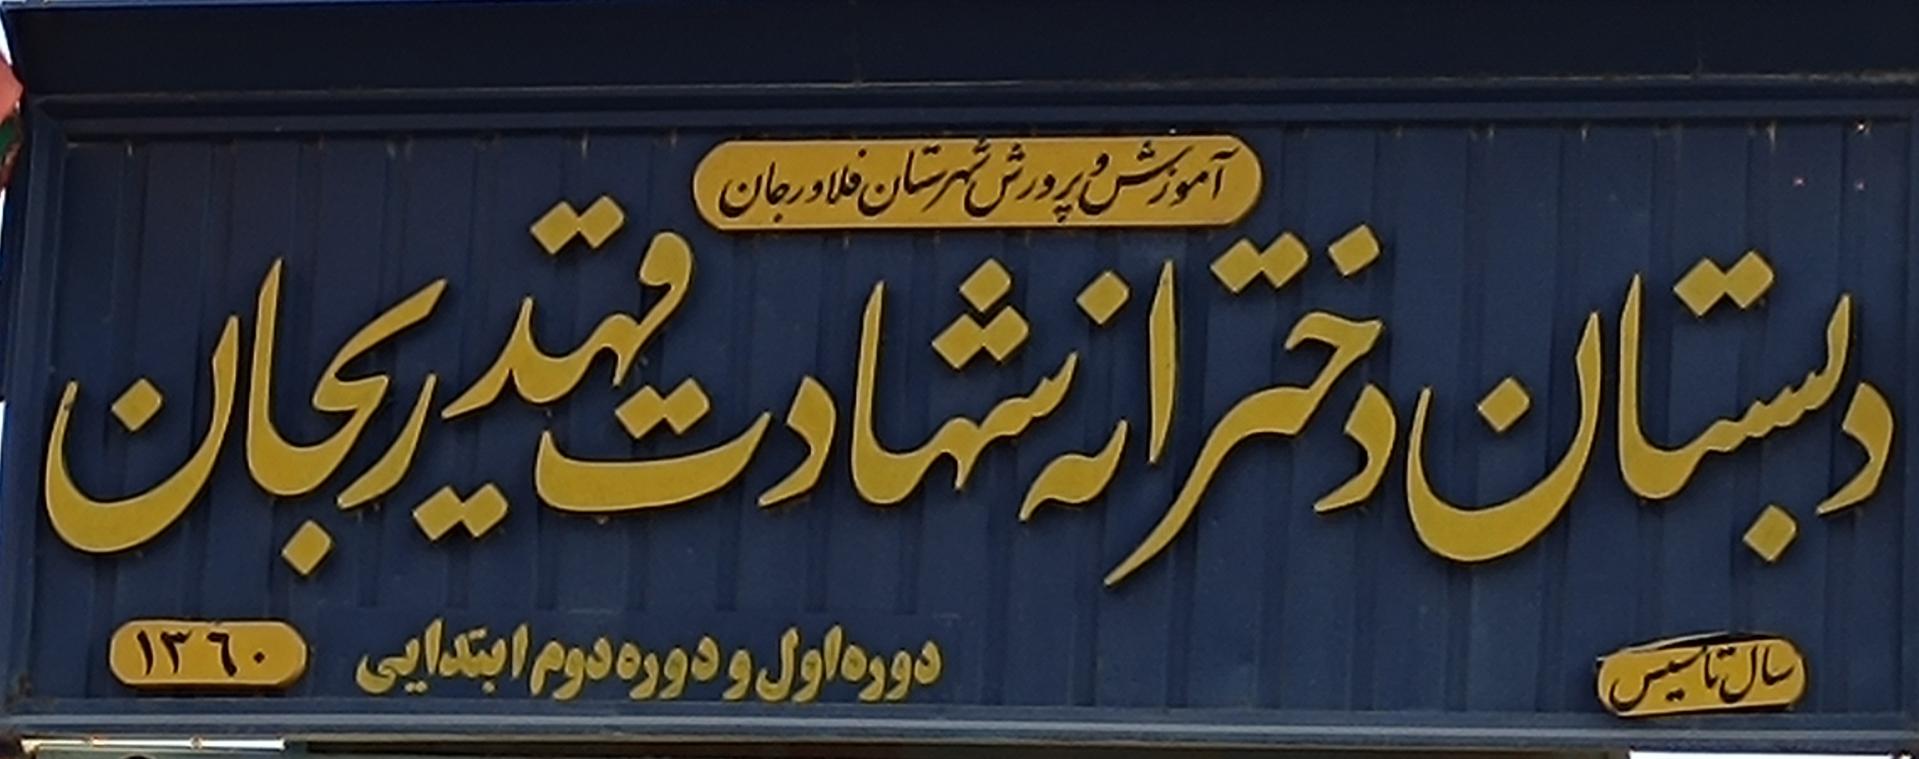 آموزش و پرورش شهرستان فلاورجان
دبستان دخترانه شهادت قهدریجان
سال تاسیس
دوره اول و دوره دوم ابتدایی
۱۳۶۰